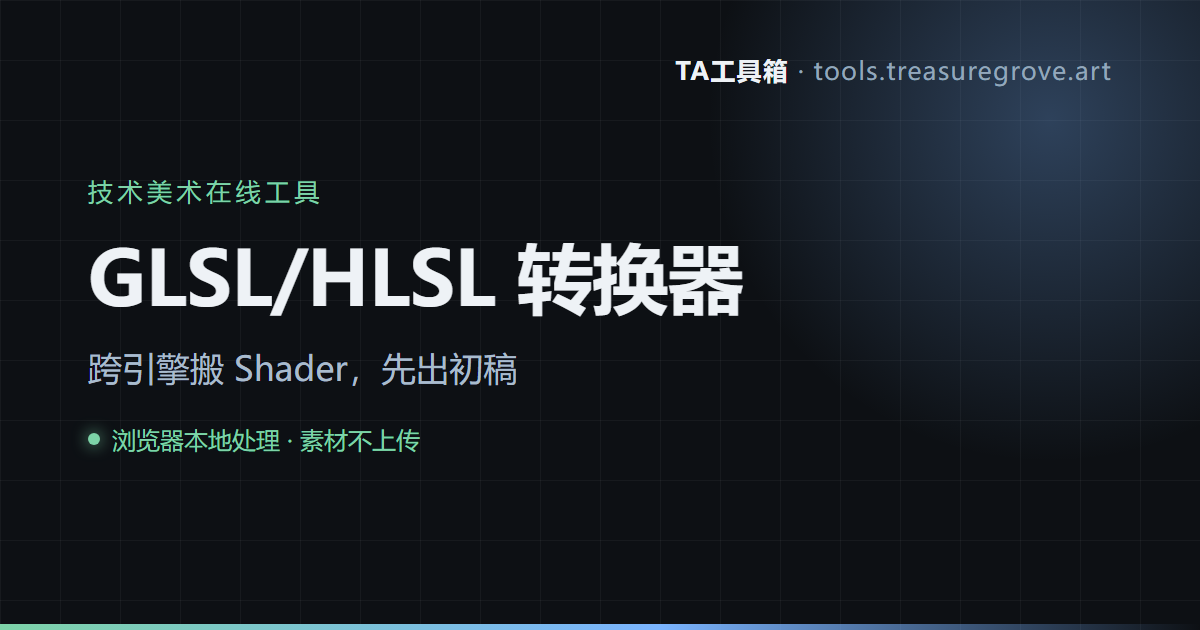 TA工具箱 · tools.treasuregrove.art
技术美术在线工具
GLSL/HLSL 转换器
跨引擎搬 Shader，先出初稿
浏览器本地处理 · 素材不上传